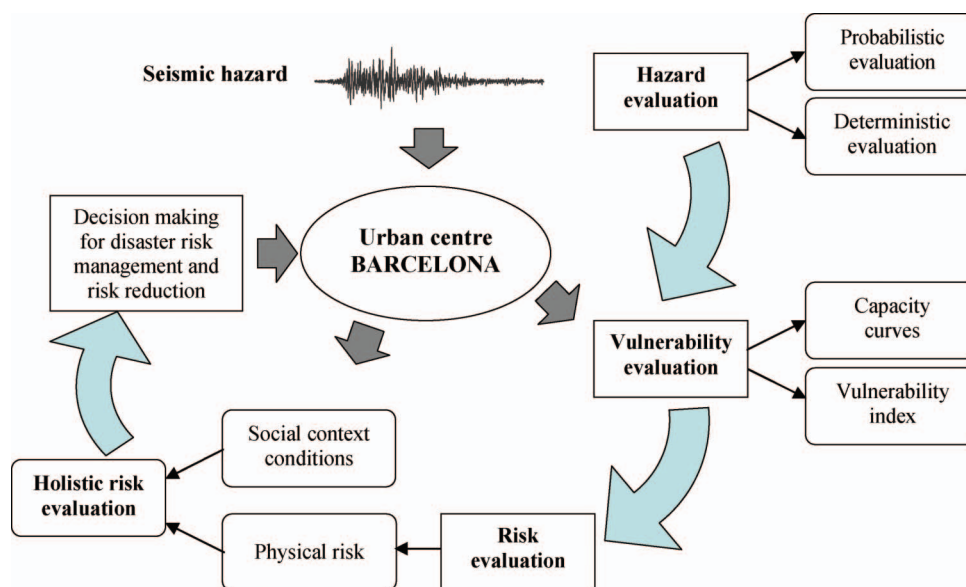 Seismic hazard
Hazard
evaluation
Probabilistic
evaluation
Deterministic
evaluation
Decision making
for disaster risk
management and
risk reduction
Urban centre
BARCELONA
Vulnerability
evaluation
Capacity
curves
Vulnerability
index
Social context
conditions
Holistic risk
evaluation
Physical risk
Risk
evaluation